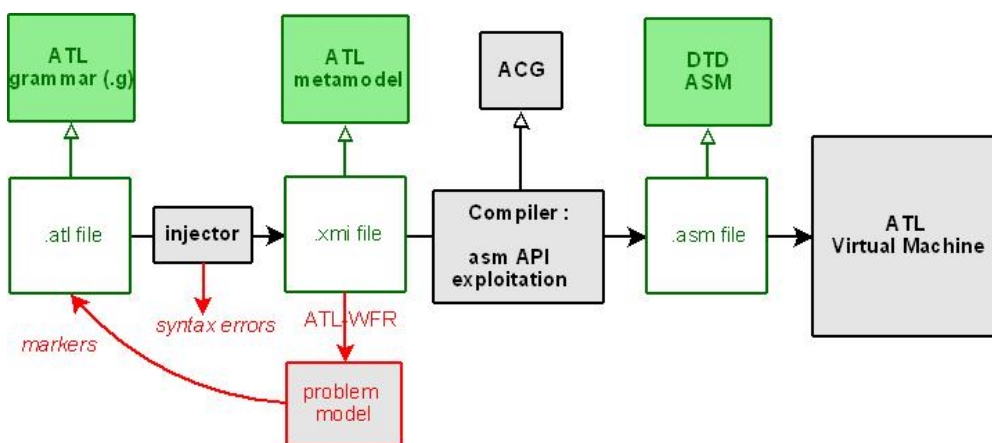 ATL
grammar (.g)
ATL
metamodel
ACG
DTD
ASM
.atl file
injector
.xmi file
Compiler :
asm API
exploitation
.asm file
ATL
Virtual Machine
markers
syntax errors
ATL-WFR
problem
model